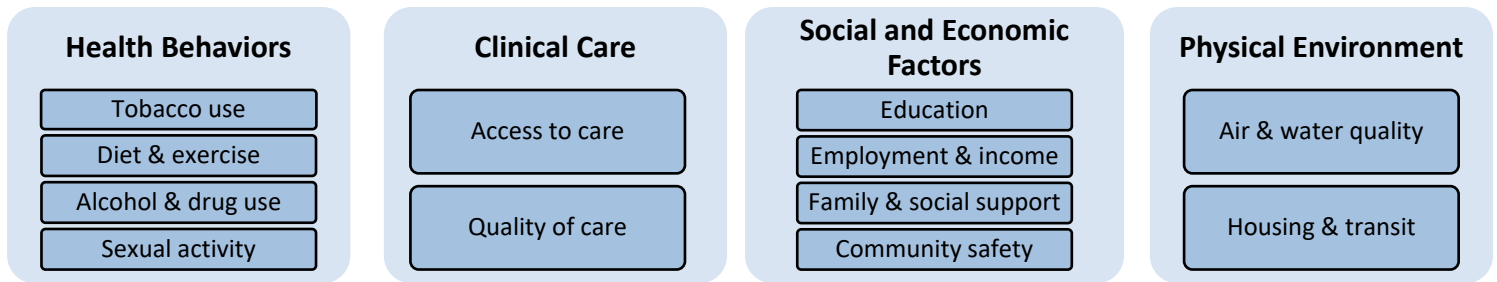 Health Behaviors
Tobacco use
Diet & exercise
Alcohol & drug use
Sexual activity
Clinical Care
Access to care
Quality of care
Social and Economic
Factors
Education
Employment & income
Family & social support
Community safety
Physical Environment
Air & water quality
Housing & transit